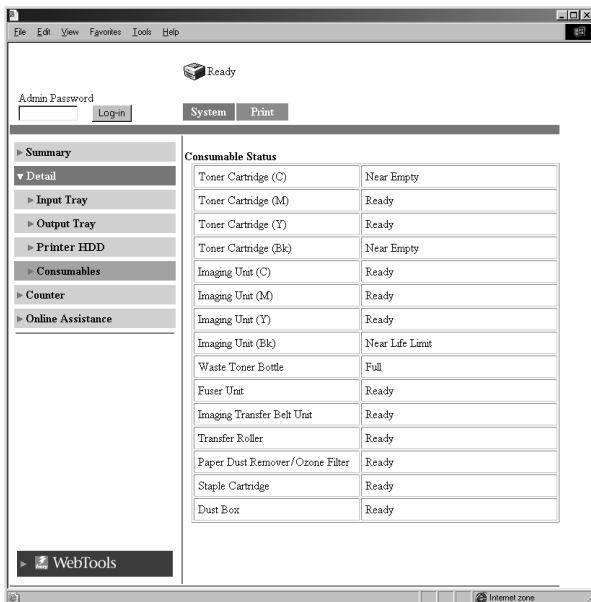 File Edit View Favorites Tools Help
Ready
Admin Password
Log-in
System Print
Summary
Detail
Input Tray
Output Tray
Printer HDD
Consumables
Counter
Online Assistance
Consumable Status
Toner Cartridge (C) Near Empty
Toner Cartridge (M) Ready
Toner Cartridge (Y) Ready
Toner Cartridge (Bk) Near Empty
Imaging Unit (C) Ready
Imaging Unit (M) Ready
Imaging Unit (Y) Ready
Imaging Unit (Bk) Near Life Limit
Waste Toner Bottle Full
Fuser Unit Ready
Imaging Transfer Belt Unit Ready
Transfer Roller Ready
Paper Dust Remover/Ozone Filter Ready
Staple Cartridge Ready
Dust Box Ready
WebTools
Internet zone